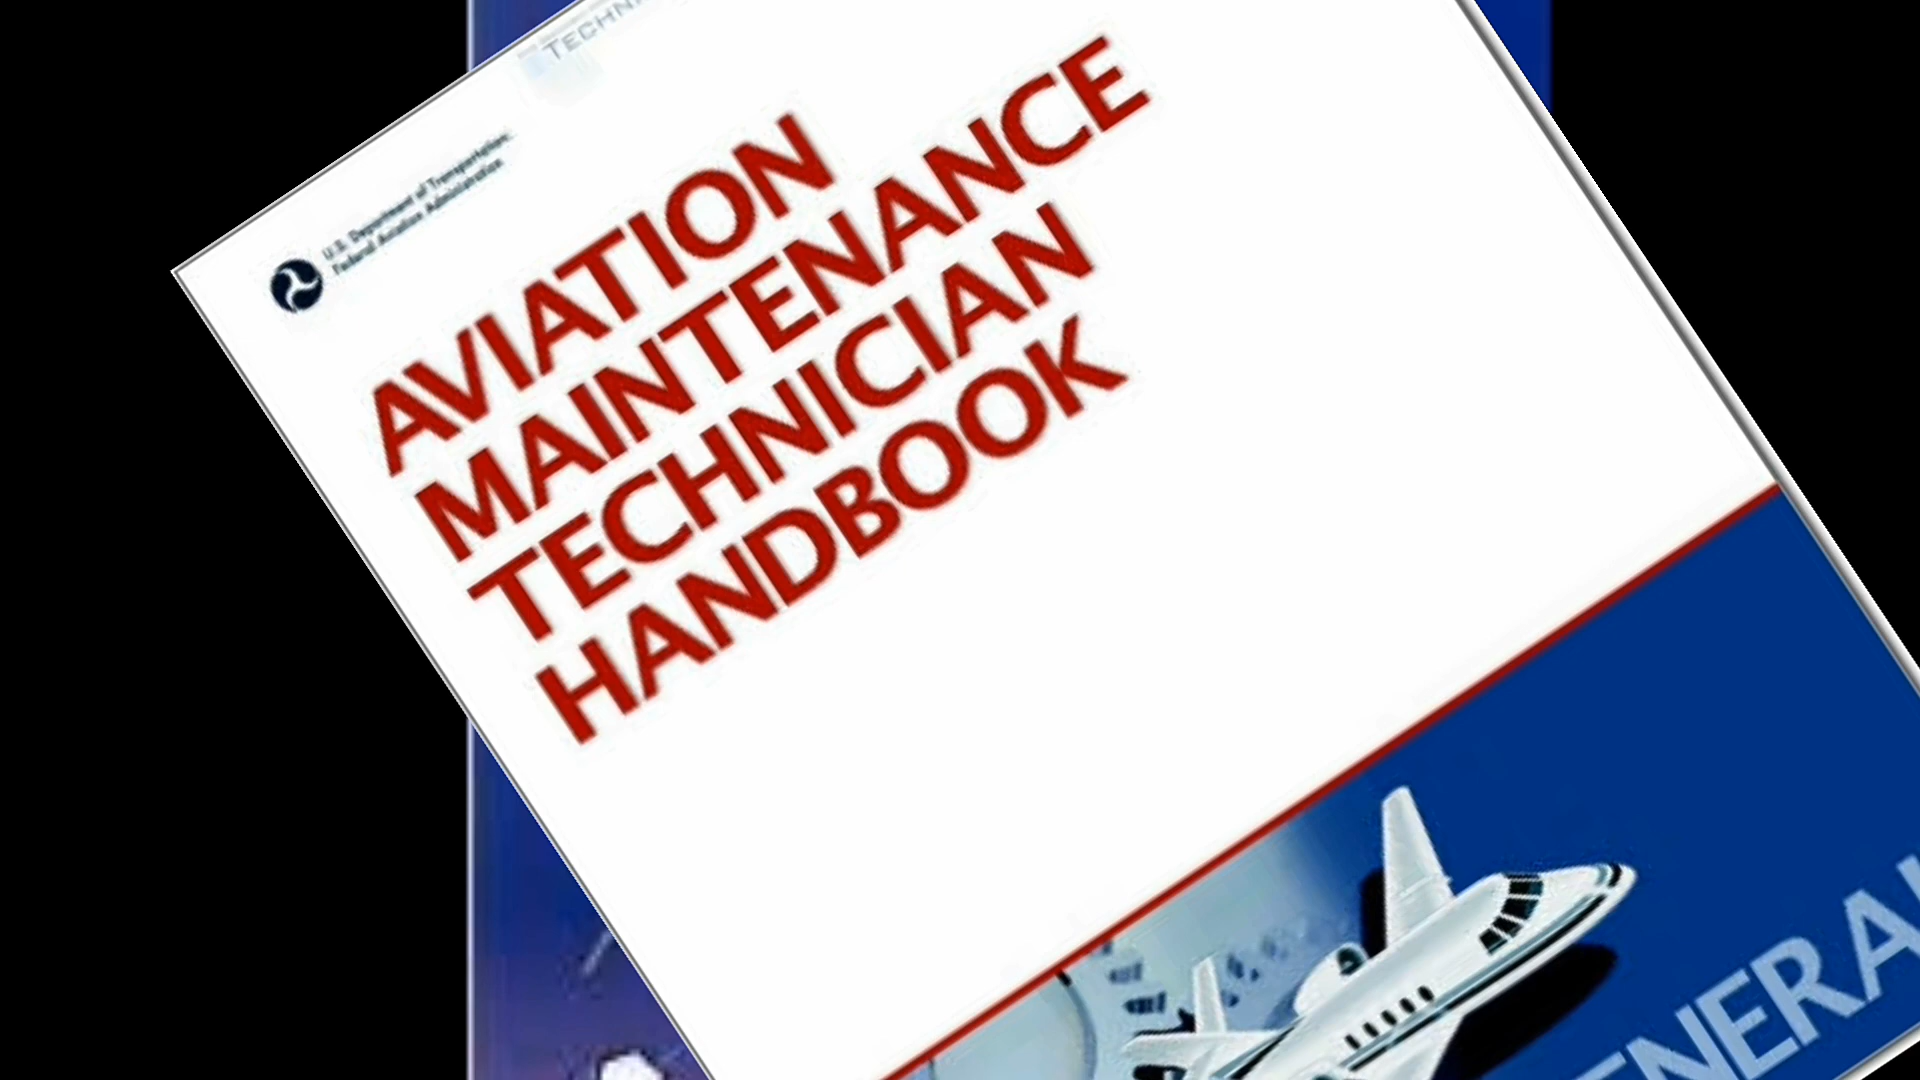 U.S. Department of Transportation
Federal Aviation Administration
AVIATION
MAINTENANCE
TECHNICIAN
HANDBOOK